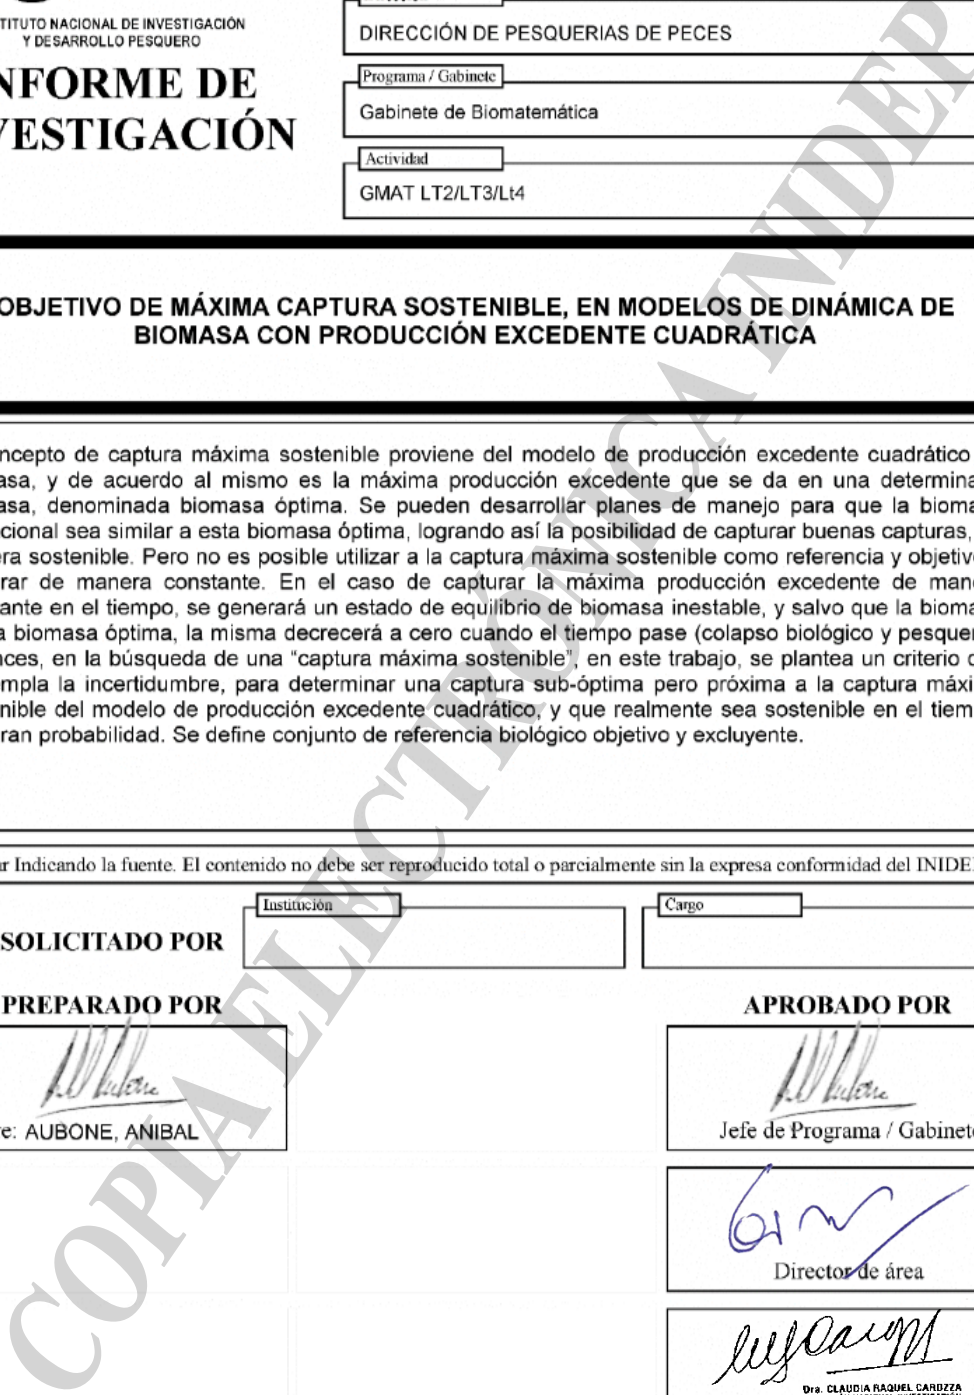 TITUTO NACIONAL DE INVESTIGACIÓN
Y DESARROLLO PESQUERO
NFORME DE
VESTIGACIÓN
DIRECCIÓN DE PESQUERIAS DE PECES
Programa / Gabinete
Gabinete de Biomatemática
Actividad
GMAT LT2/LT3/Lt4
OBJETIVO DE MÁXIMA CAPTURA SOSTENIBLE, EN MODELOS DE DINÁMICA DE
BIOMASA CON PRODUCCIÓN EXCEDENTE CUADRÁTICA
ncepto de captura máxima sostenible proviene del modelo de producción excedente cuadrático
asa, y de acuerdo al mismo es la máxima producción excedente que se da en una determina
asa, denominada biomasa óptima. Se pueden desarrollar planes de manejo para que la bioma
cional sea similar a esta biomasa óptima, logrando así la posibilidad de capturar buenas capturas,
era sostenible. Pero no es posible utilizar a la captura máxima sostenible como referencia y objetiv
rar de manera constante. En el caso de capturar la máxima producción excedente de man
ante en el tiempo, se generará un estado de equilibrio de biomasa inestable, y salvo que la bioma
a biomasa óptima, la misma decrecerá a cero cuando el tiempo pase (colapso biológico y pesquer
nces, en la búsqueda de una “captura máxima sostenible”, en este trabajo, se plantea un criterio
mpla la incertidumbre, para determinar una captura sub-óptima pero próxima a la captura máxi
nible del modelo de producción excedente cuadrático, y que realmente sea sostenible en el tiem
ran probabilidad. Se define conjunto de referencia biológico objetivo y excluyente.
r Indicando la fuente. El contenido no debe ser reproducido total o parcialmente sin la expresa conformidad del INIDE
SOLICITADO POR
Institución
Cargo
PREPARADO POR
APROBADO POR
e: AUBONE, ANIBAL
Jefe de Programa / Gabinet
Director de área
Dra. CLAUDIA RAQUEL CAROZZA
COPIA ELECTRÓNICA INIDEP